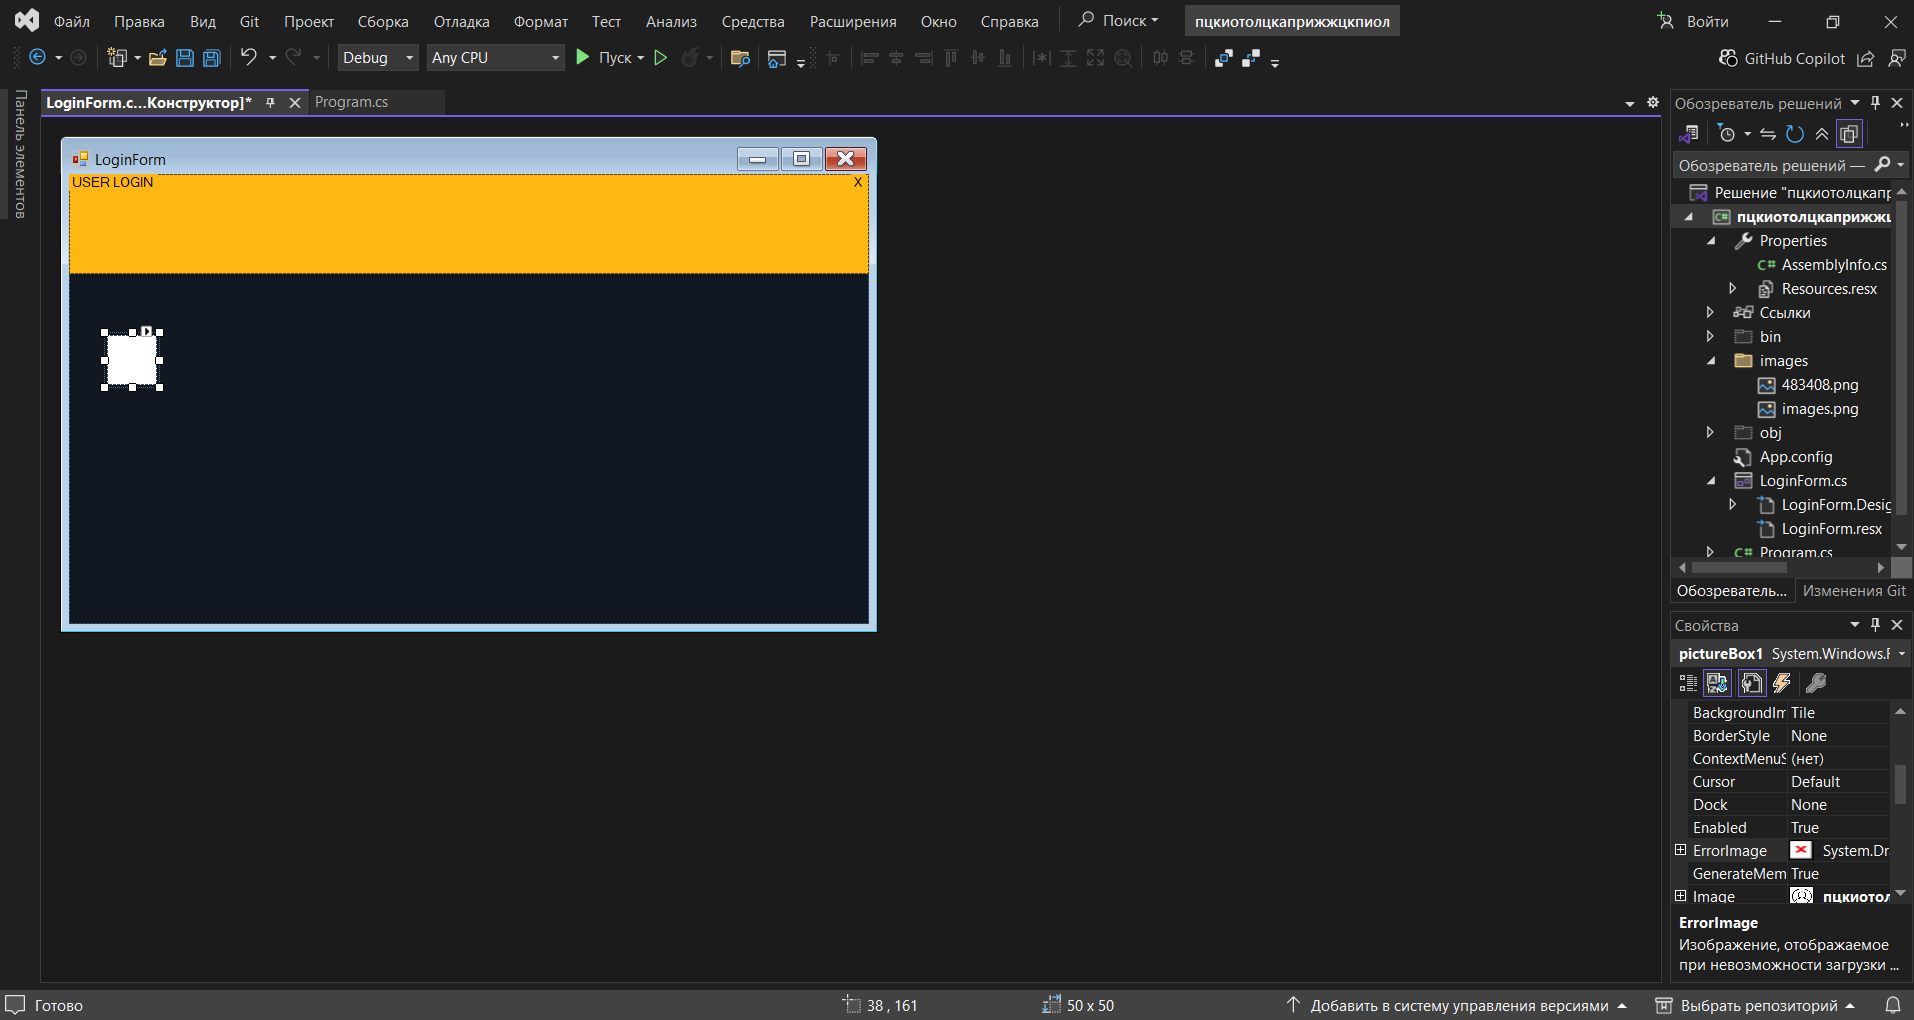 Файл Правка Вид Git Проект Сборка Отладка Формат Тест Анализ Средства Расширения Окно Справка Поиск пцкиотолцкаприжжцкпиол Войти
Debug Any CPU Пуск GitHub Copilot
Панель элементов
LoginForm.c...Конструктор]* Program.cs
LoginForm
USER LOGIN X
Обозреватель решений
Обозреватель решений —
Решение "пцкиотолцкапр
пцкиотолцкаприжжц
Properties
C# AssemblyInfo.cs
Resources.resx
Ссылки
bin
images
483408.png
images.png
obj
App.config
LoginForm.cs
LoginForm.Desig
LoginForm.resx
C# Program.cs
Обозреватель... Изменения Git
Свойства
pictureBox1 System.Windows.F
BackgroundIm Tile
BorderStyle None
ContextMenuS (нет)
Cursor Default
Dock None
Enabled True
ErrorImage System.Dr
GenerateMem True
Image пцкиотол
ErrorImage
Изображение, отображаемое
при невозможности загрузки ...
Готово 38 , 161 50 x 50 Добавить в систему управления версиями Выбрать репозиторий